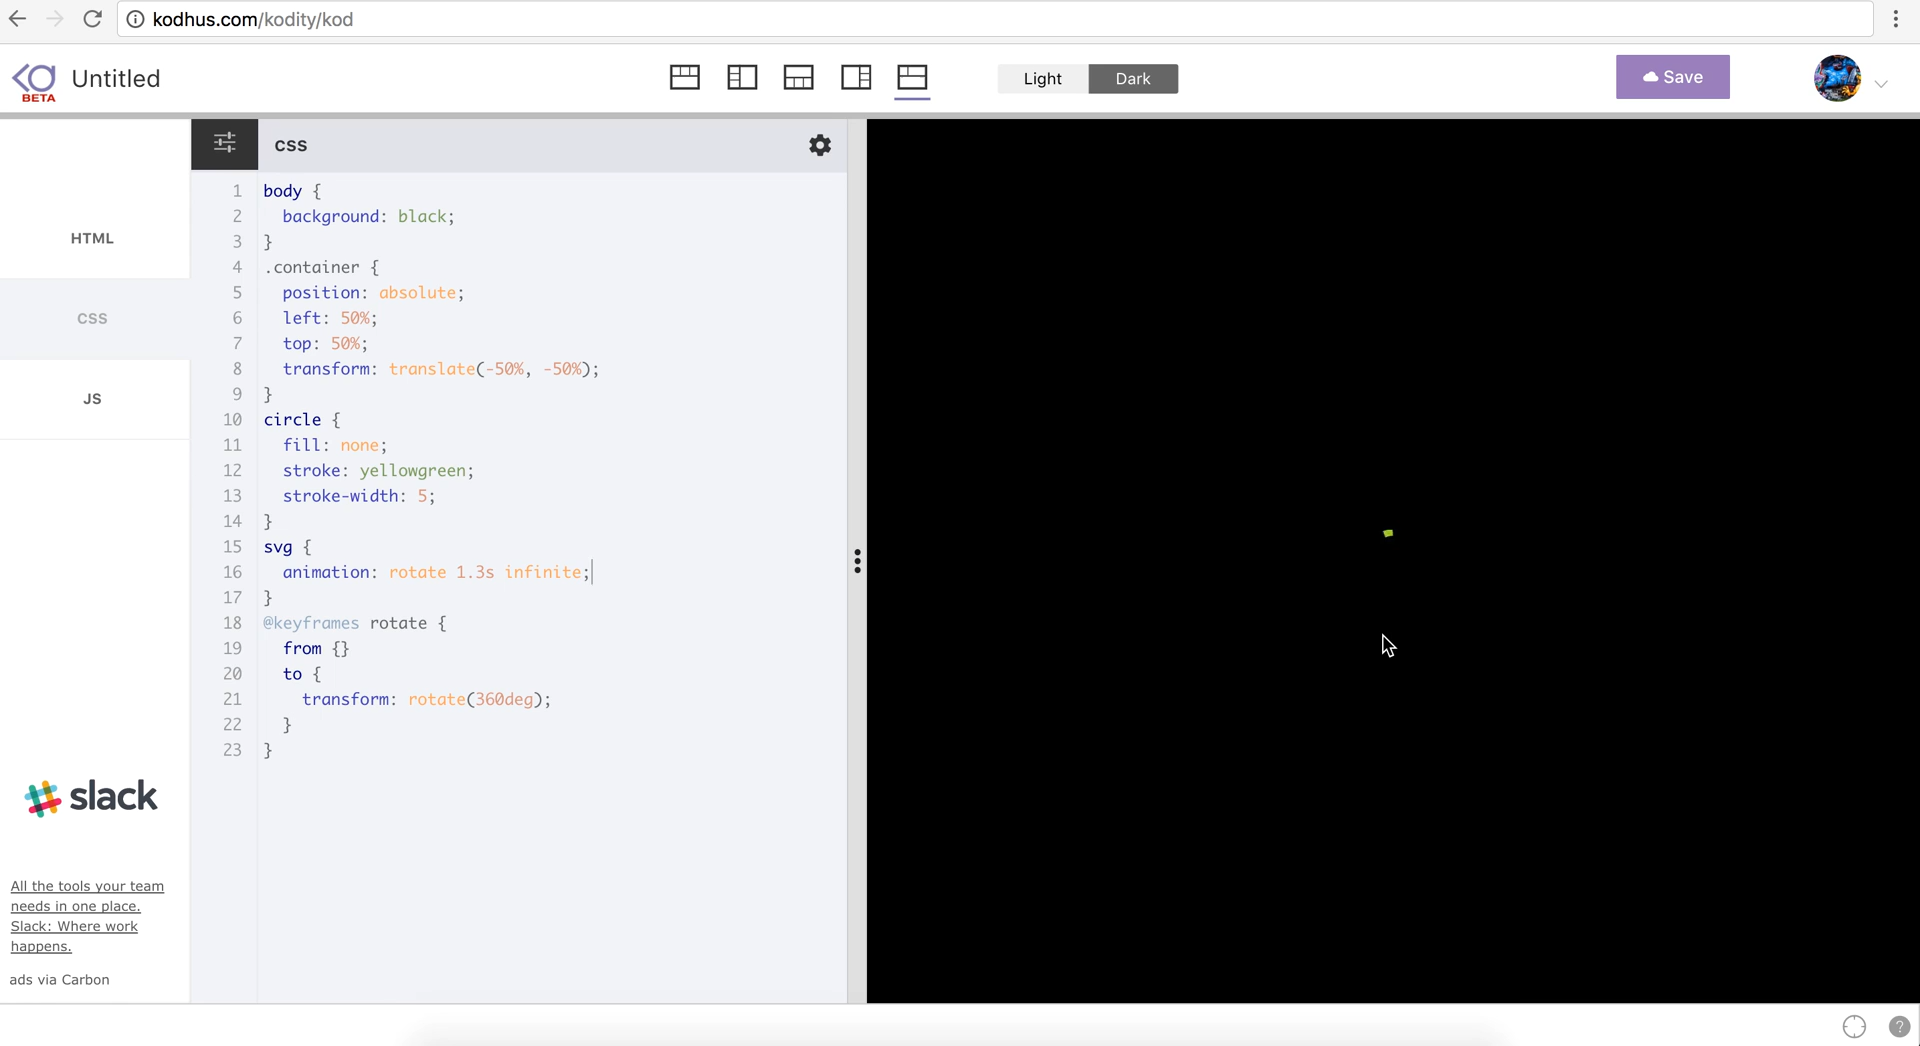 kodhus.com/kodity/kod
BETA
Untitled
Light
Dark
Save
HTML
CSS
JS
slack
All the tools your team
needs in one place.
Slack: Where work
happens.
ads via Carbon
CSS
1 body {
2   background: black;
3 }
4 .container {
5   position: absolute;
6   left: 50%;
7   top: 50%;
8   transform: translate(-50%, -50%);
9 }
10 circle {
11   fill: none;
12   stroke: yellowgreen;
13   stroke-width: 5;
14 }
15 svg {
16   animation: rotate 1.3s infinite;
17 }
18 @keyframes rotate {
19   from {}
20   to {
21     transform: rotate(360deg);
22   }
23 }
?